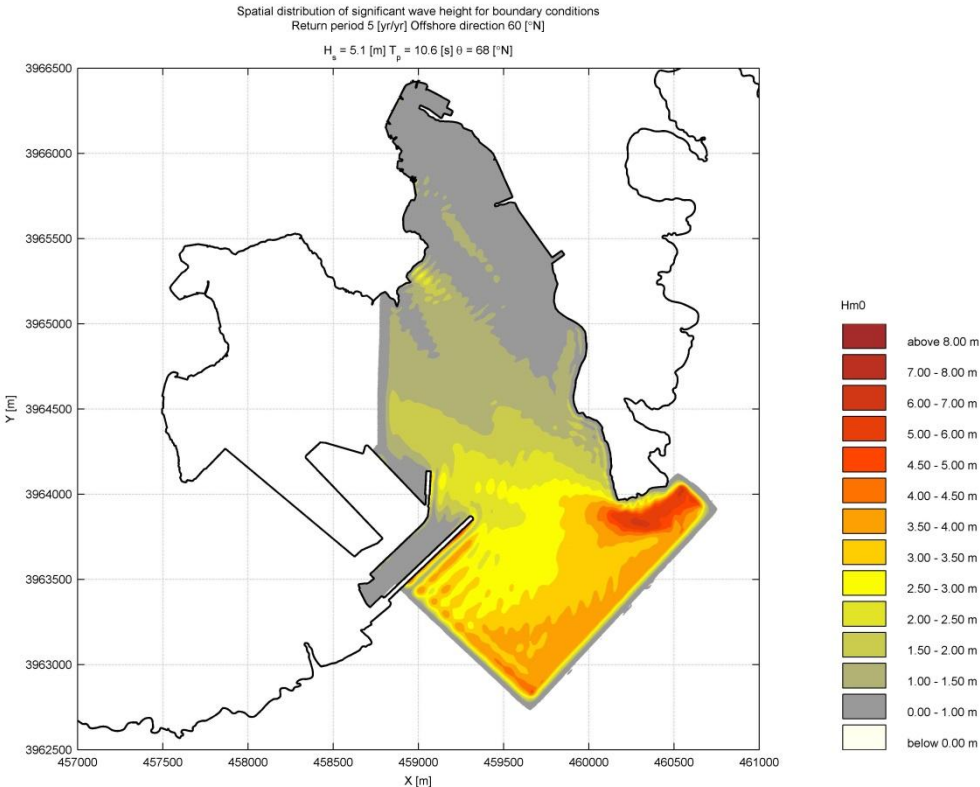 Spatial distribution of significant wave height for boundary conditions
Return period 5 [yr/yr] Offshore direction 60 [°N]
H_s = 5.1 [m] T_p = 10.6 [s] θ = 68 [°N]
3966500
3966000
3965500
3965000
3964500
3964000
3963500
3963000
3962500
Y [m]
457000 457500 458000 458500 459000 459500 460000 460500 461000
X [m]
Hm0
above 8.00 m
7.00 - 8.00 m
6.00 - 7.00 m
5.00 - 6.00 m
4.50 - 5.00 m
4.00 - 4.50 m
3.50 - 4.00 m
3.00 - 3.50 m
2.50 - 3.00 m
2.00 - 2.50 m
1.50 - 2.00 m
1.00 - 1.50 m
0.00 - 1.00 m
below 0.00 m